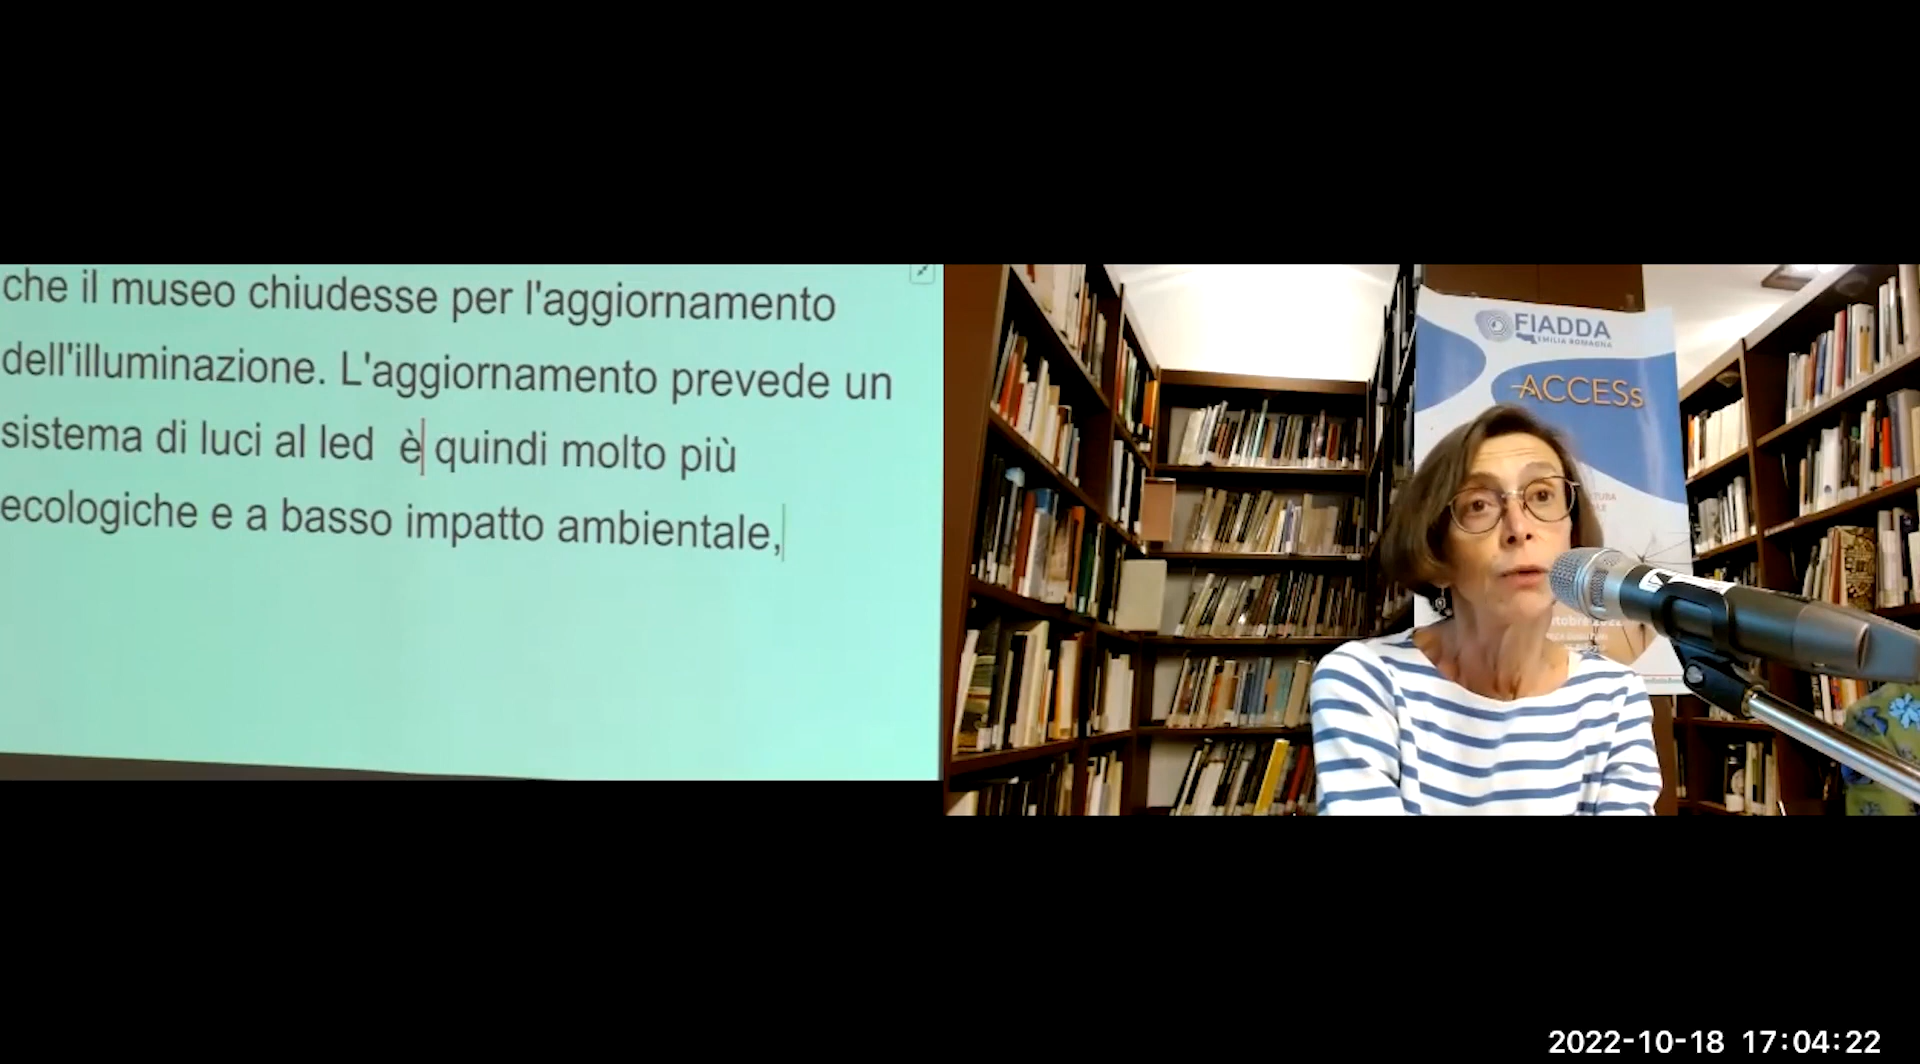 che il museo chiudesse per l'aggiornamento
dell'illuminazione. L'aggiornamento prevede un
sistema di luci al led è quindi molto più
ecologiche e a basso impatto ambientale,
FIADDA
EMILIA ROMAGNA
ACCESs
2022-10-18 17:04:22